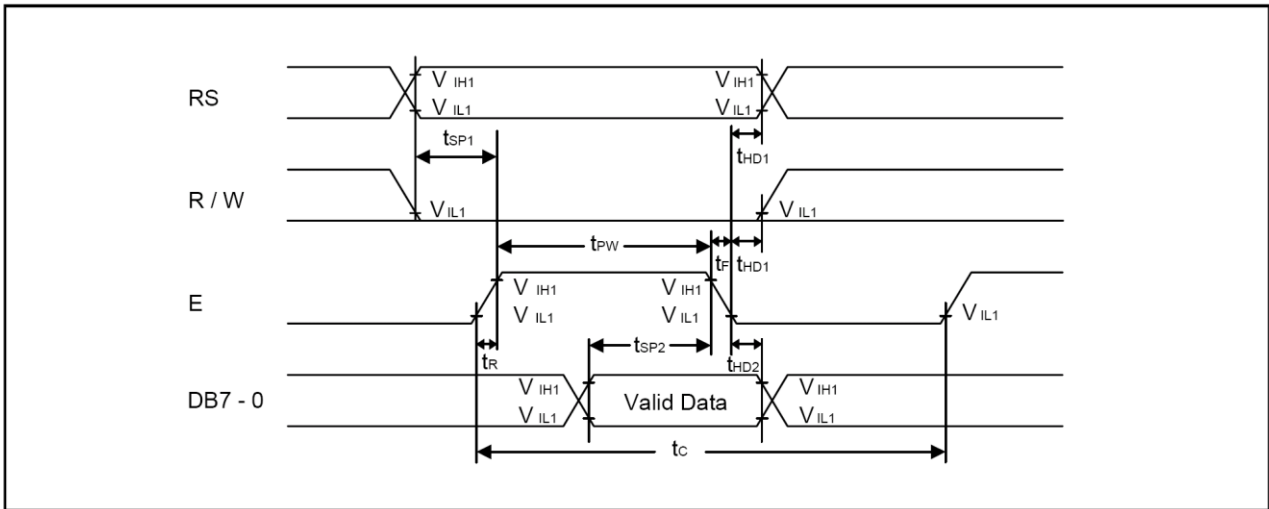 RS
V IH1
V IH1
V IL1
V IL1
tSP1
tHD1
R / W
V IL1
V IL1
tPW
tF
tHD1
E
V IH1
V IH1
V IL1
V IL1
V IL1
tR
tSP2
tHD2
DB7 - 0
V IH1
Valid Data
V IH1
V IL1
V IL1
tC